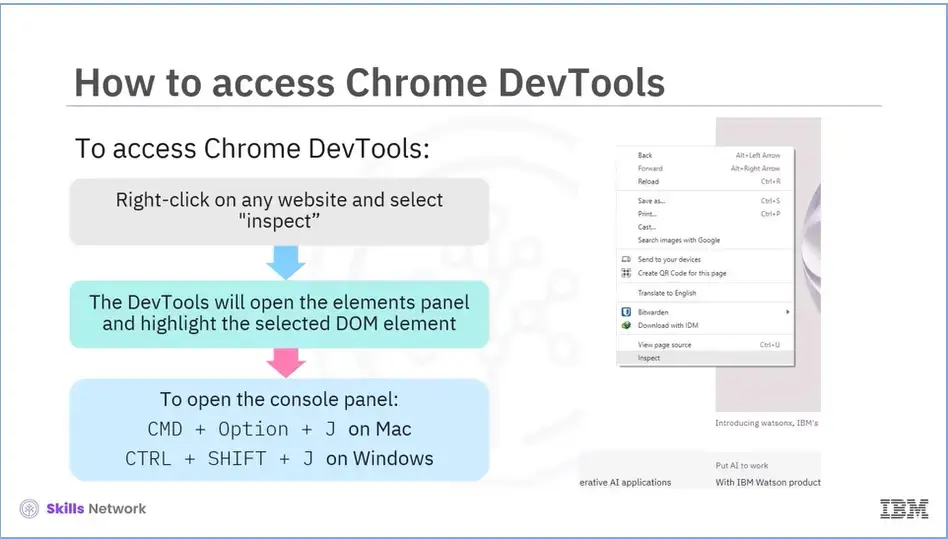 How to access Chrome DevTools
To access Chrome DevTools:
Right-click on any website and select
"inspect”
The DevTools will open the elements panel
and highlight the selected DOM element
To open the console panel:
CMD + Option + J on Mac
CTRL + SHIFT + J on Windows
Back Alt+Left Arrow
Forward Alt+Right Arrow
Reload Ctrl+R
Save as... Ctrl+S
Print... Ctrl+P
Cast...
Search images with Google
Send to your devices
Create QR Code for this page
Translate to English
Bitwarden
Download with IDM
View page source Ctrl+U
Inspect
Introducing watsonx, IBM's
Put AI to work
erative AI applications With IBM Watson product
Skills Network
IBM